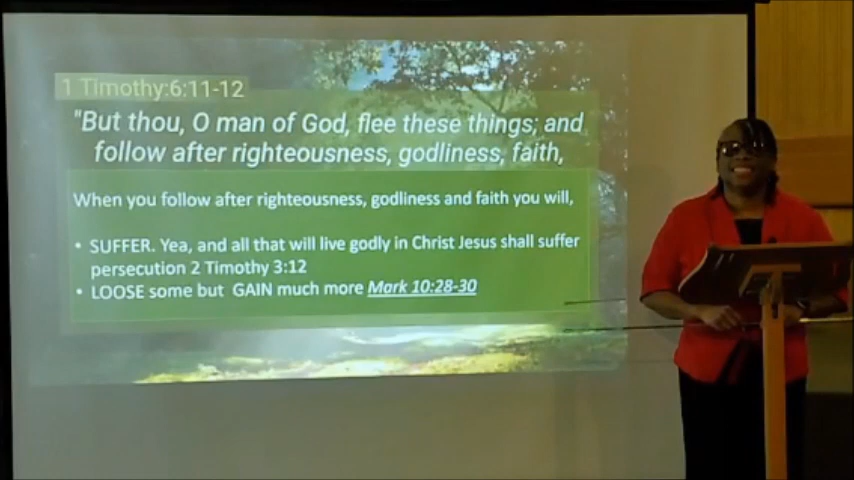 1 Timothy:6:11-12
"But thou, O man of God, flee these things; and
follow after righteousness, godliness, faith,
When you follow after righteousness, godliness and faith you will,
• SUFFER. Yea, and all that will live godly in Christ Jesus shall suffer
persecution 2 Timothy 3:12
• LOOSE some but GAIN much more Mark 10:28-30